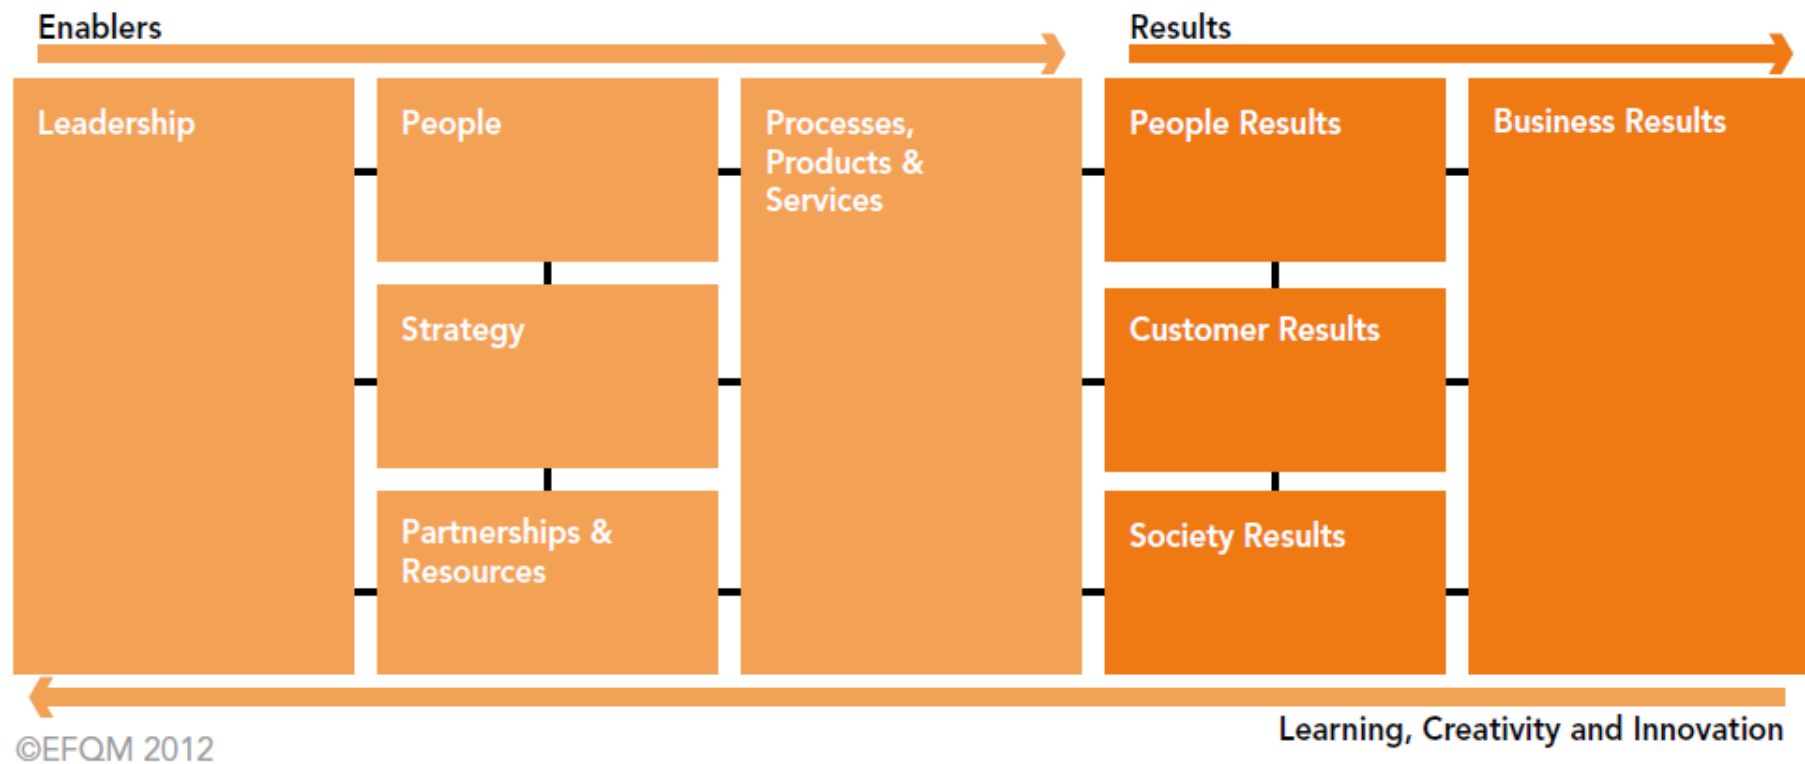 Enablers
Results
Leadership
People
Processes,
Products &
Services
People Results
Business Results
Strategy
Customer Results
Partnerships &
Resources
Society Results
Learning, Creativity and Innovation
©EFQM 2012